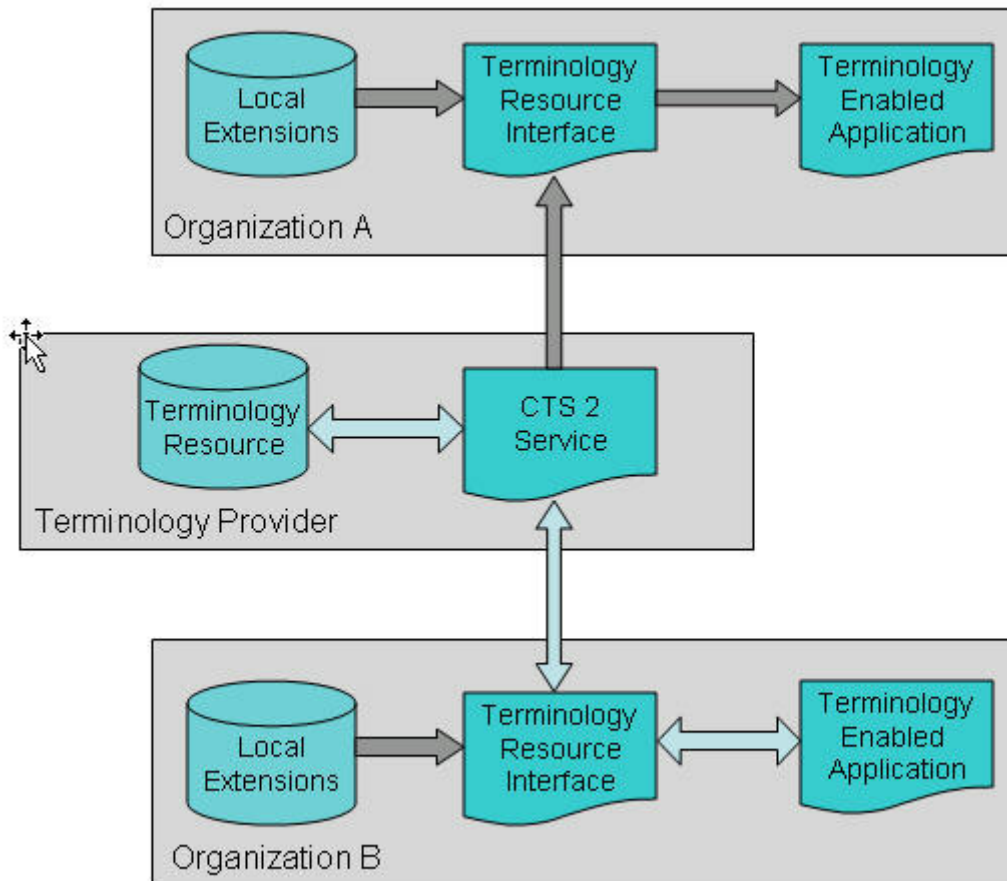 Local
Extensions
Terminology
Resource
Interface
Terminology
Enabled
Application
Organization A
Terminology
Resource
CTS 2
Service
Terminology Provider
Local
Extensions
Terminology
Resource
Interface
Terminology
Enabled
Application
Organization B